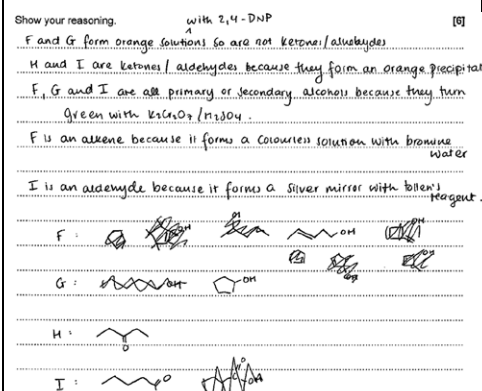 Show your reasoning. with 2,4-DNP [6]
F and G form orange solutions so are not ketones/aldehydes
H and I are ketones / aldehydes because they form an orange precipitat
F, G and I are all primary or secondary alcohols because they turn
green with K2Cr2O7/H2SO4.
F is an alkene because it forms a colourless solution with bromine
water
I is an aldehyde because it forms a silver mirror with tollen's
reagent.
F : OH
G : OH
H : O
I : O